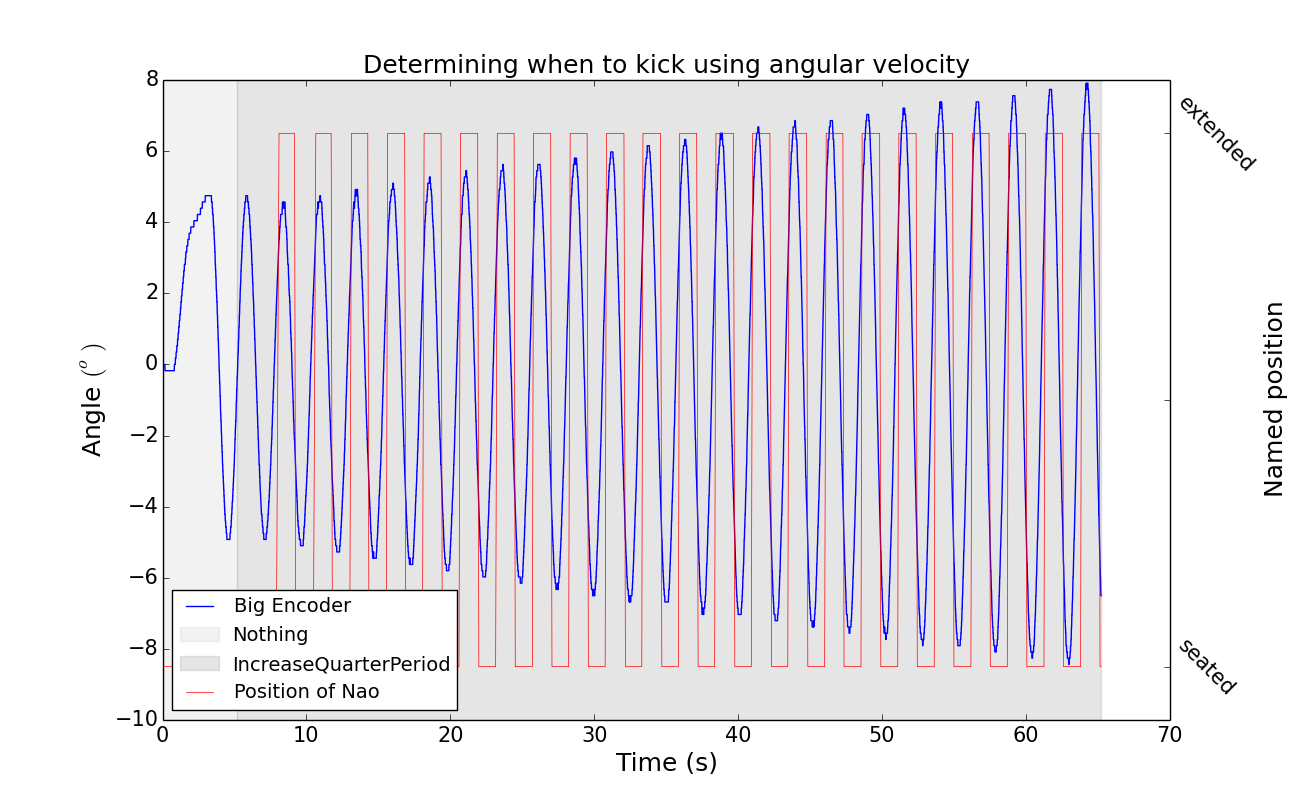 Determining when to kick using angular velocity
8
6
4
2
0
−2
−4
−6
−8
−10
Angle (º)
extended
seated
Named position
Big Encoder
Nothing
IncreaseQuarterPeriod
Position of Nao
0 10 20 30 40 50 60 70
Time (s)